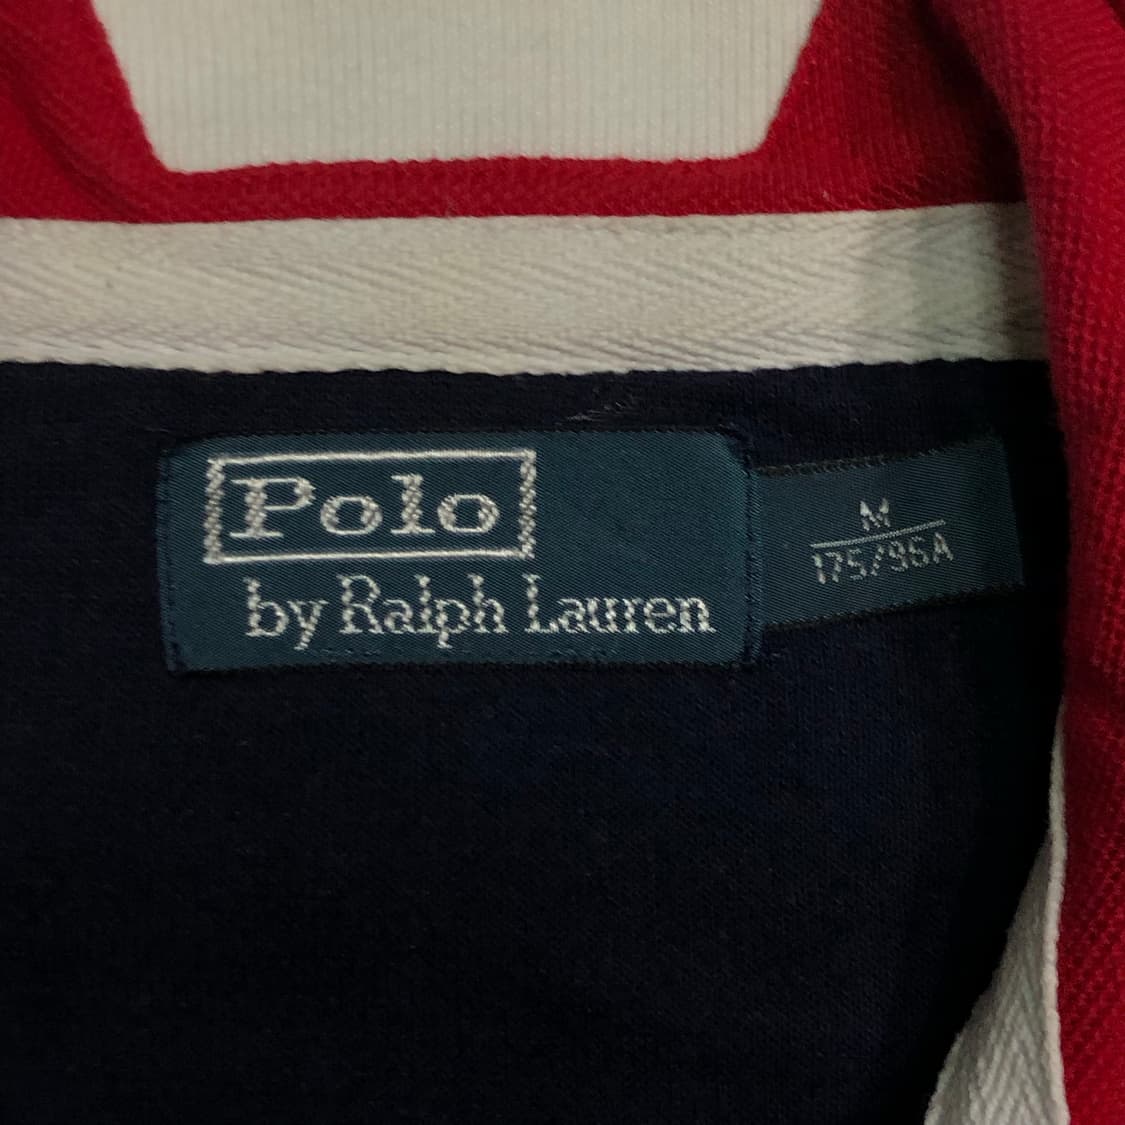 Polo
by Ralph Lauren
M
175/96A